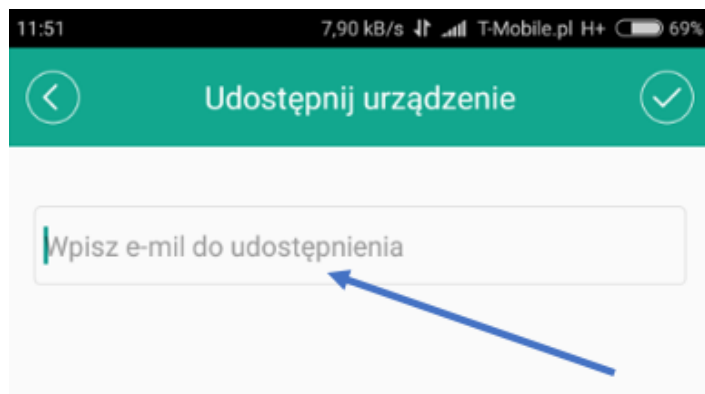 11:51 7,90 kB/s T-Mobile.pl H+ 69%
Udostępnij urządzenie
Wpisz e-mil do udostępnienia